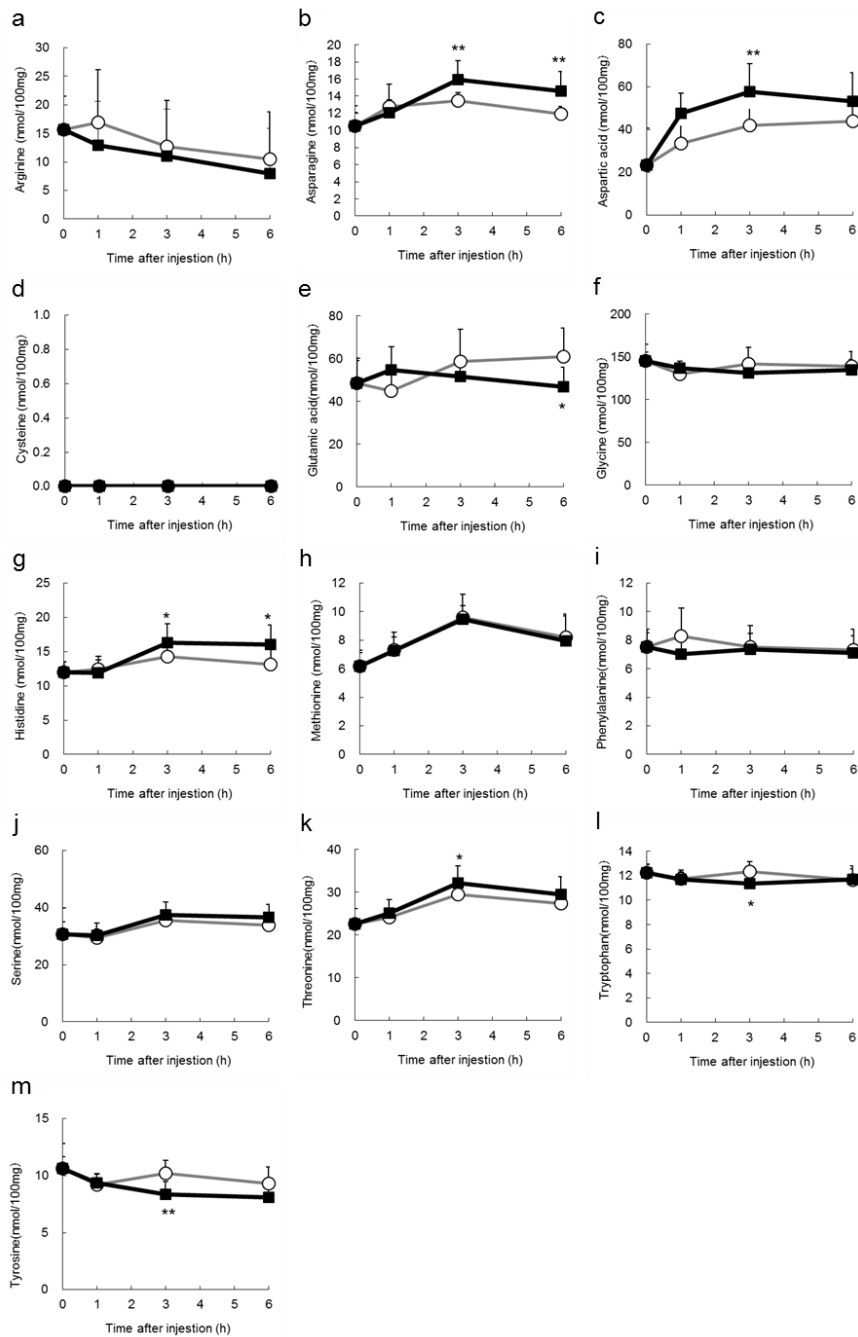 a
Arginine (nmol/100mg)
30
25
20
15
10
5
0
0 1 2 3 4 5 6
Time after injection (h)
b
Asparagine (nmol/100mg)
20
18
16
14
12
10
8
6
4
2
0
** **
0 1 2 3 4 5 6
Time after injection (h)
c
Aspartic acid (nmol/100mg)
80
60
40
20
0
**
0 1 2 3 4 5 6
Time after injection (h)
d
Cysteine (nmol/100mg)
1.0
0.8
0.6
0.4
0.2
0.0
0 1 2 3 4 5 6
Time after injection (h)
e
Glutamic acid(nmol/100mg)
100
80
60
40
20
0
*
0 1 2 3 4 5 6
Time after injection (h)
f
Glycine (nmol/100mg)
200
150
100
50
0
0 1 2 3 4 5 6
Time after injection (h)
g
Histidine (nmol/100mg)
25
20
15
10
5
0
* *
0 1 2 3 4 5 6
Time after injection (h)
h
Methionine (nmol/100mg)
12
10
8
6
4
2
0
0 1 2 3 4 5 6
Time after injection (h)
i
Phenylalanine(nmol/100mg)
12
10
8
6
4
2
0
0 1 2 3 4 5 6
Time after injection (h)
j
Serine(nmol/100mg)
60
40
20
0
0 1 2 3 4 5 6
Time after injection (h)
k
Threonine(nmol/100mg)
40
30
20
10
0
*
0 1 2 3 4 5 6
Time after injection (h)
l
Tryptophan(nmol/100mg)
14
12
10
8
6
4
2
0
*
0 1 2 3 4 5 6
Time after injection (h)
m
Tyrosine(nmol/100mg)
15
10
5
0
**
0 1 2 3 4 5 6
Time after injection (h)